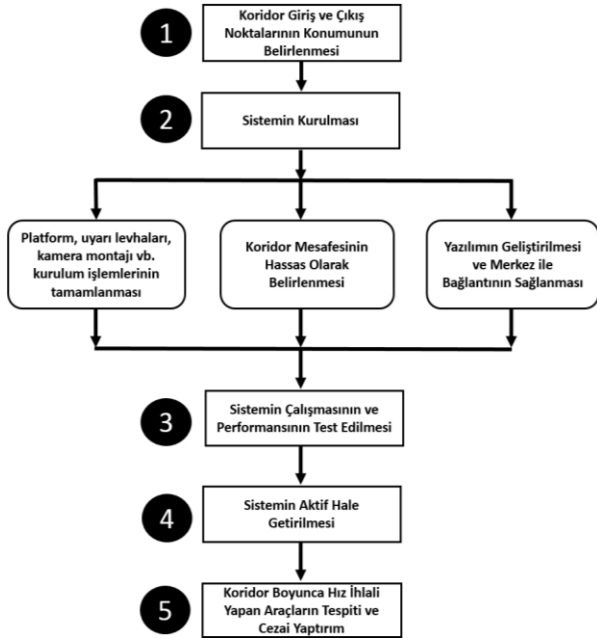 1
Koridor Giriş ve Çıkış
Noktalarının Konumunun
Belirlenmesi
2
Sistemin Kurulması
Platform, uyarı levhaları,
kamera montajı vb.
kurulum işlemlerinin
tamamlanması
Koridor Mesafesinin
Hassas Olarak
Belirlenmesi
Yazılımın Geliştirilmesi
ve Merkez ile
Bağlantının Sağlanması
3
Sistemin Çalışmasının ve
Performansının Test Edilmesi
4
Sistemin Aktif Hale
Getirilmesi
5
Koridor Boyunca Hız İhlali
Yapan Araçların Tespiti ve
Cezai Yaptırım